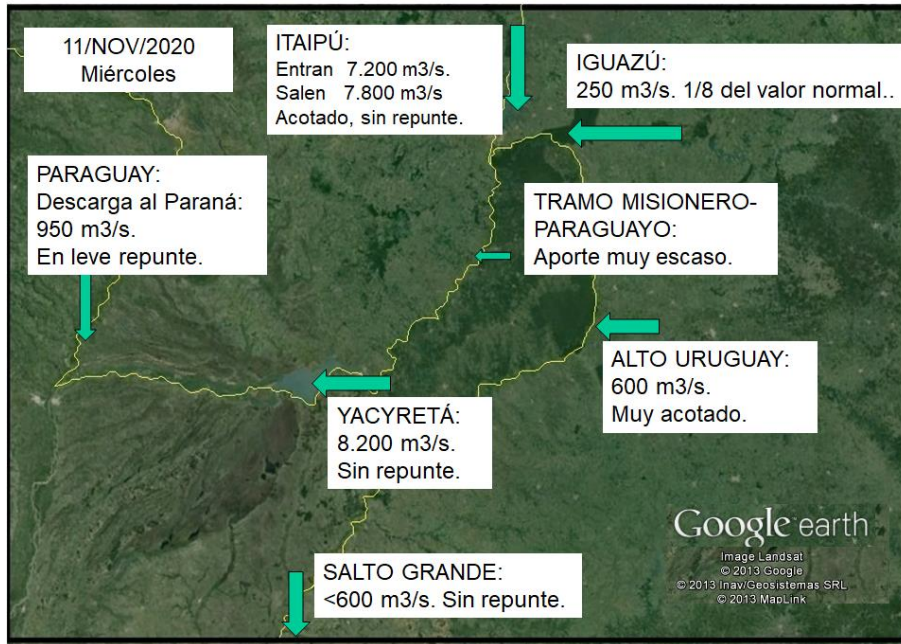 11/NOV/2020
Miércoles
ITAIPÚ:
Entran 7.200 m3/s.
Salen 7.800 m3/s
Acotado, sin repunte.
IGUAZÚ:
250 m3/s. 1/8 del valor normal..
PARAGUAY:
Descarga al Paraná:
950 m3/s.
En leve repunte.
TRAMO MISIONERO-
PARAGUAYO:
Aporte muy escaso.
ALTO URUGUAY:
600 m3/s.
Muy acotado.
YACYRETÁ:
8.200 m3/s.
Sin repunte.
SALTO GRANDE:
<600 m3/s. Sin repunte.
Google earth
Image Landsat
© 2013 Google
© 2013 Inav/Geosistemas SRL
© 2013 MapLink